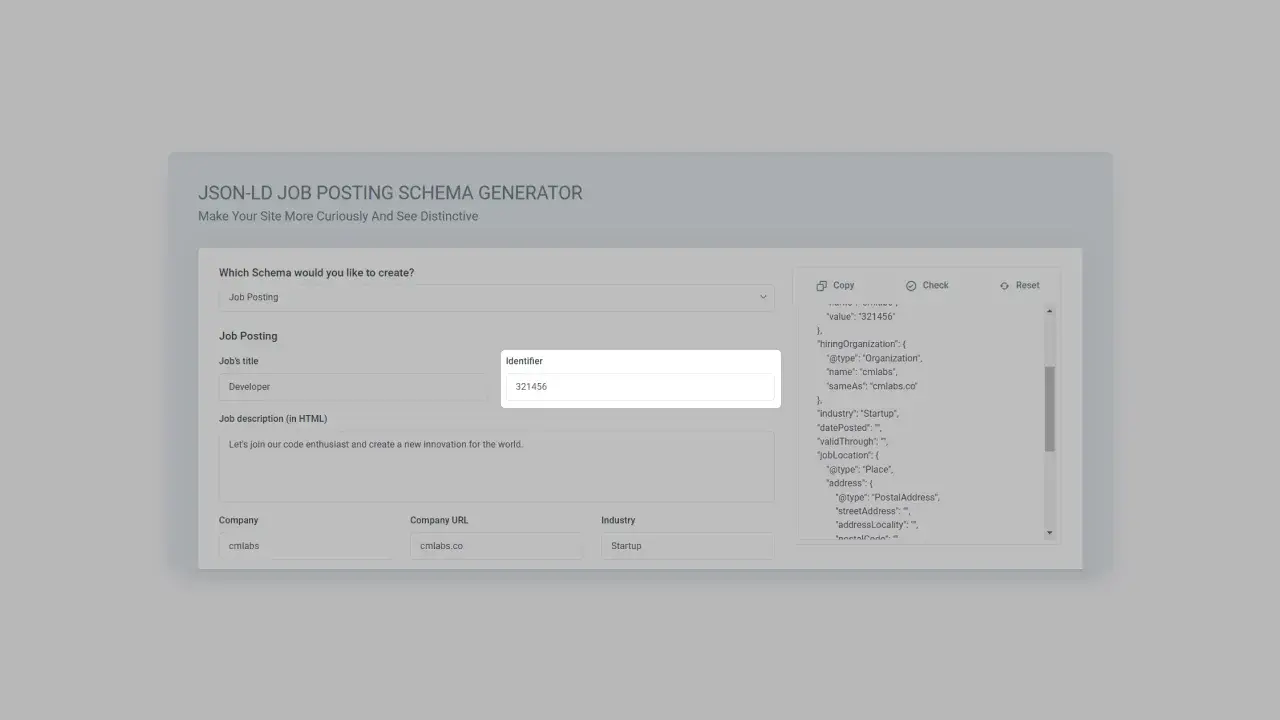 JSON-LD JOB POSTING SCHEMA GENERATOR
Make Your Site More Curiously And See Distinctive
Which Schema would you like to create?
Job Posting
Job Posting
Job's title
Developer
Identifier
321456
Job description (in HTML)
Let's join our code enthusiast and create a new innovation for the world.
Company
cmlabs
Company URL
cmlabs.co
Industry
Startup
Copy
Check
Reset
"value": "321456"
},
"hiringOrganization": {
"@type": "Organization",
"name": "cmlabs",
"sameAs": "cmlabs.co"
},
"industry": "Startup",
"datePosted": "",
"validThrough": "",
"jobLocation": {
"@type": "Place",
"address": {
"@type": "PostalAddress",
"streetAddress": "",
"addressLocality": "",